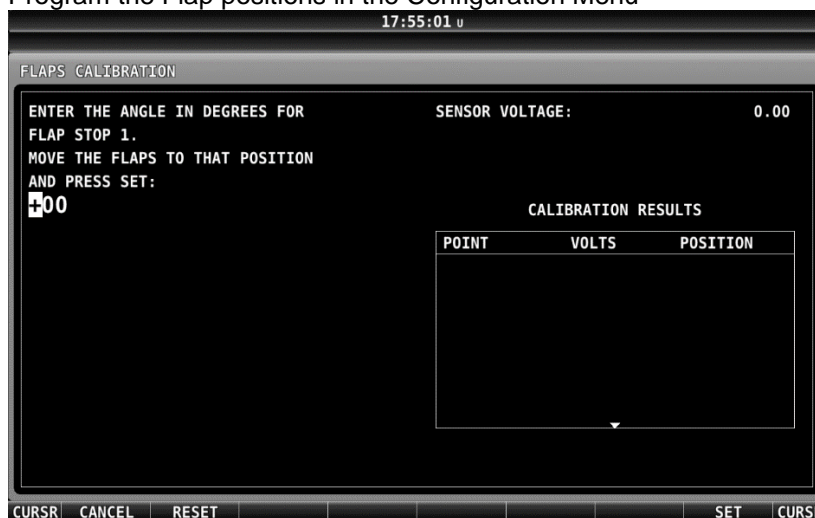 Program the Flap positions in the Configuration Menu
17:55:01 U
FLAPS CALIBRATION
ENTER THE ANGLE IN DEGREES FOR
FLAP STOP 1.
MOVE THE FLAPS TO THAT POSITION
AND PRESS SET:
+00
SENSOR VOLTAGE: 0.00
CALIBRATION RESULTS
POINT VOLTS POSITION
CURSR CANCEL RESET SET CURS